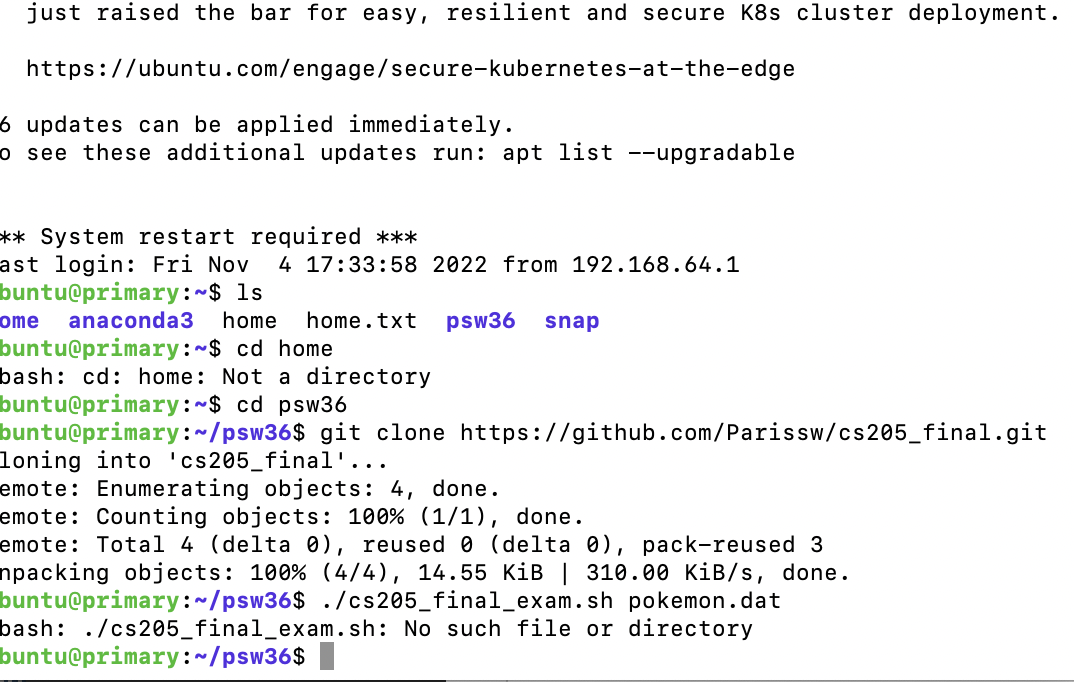 just raised the bar for easy, resilient and secure K8s cluster deployment.
https://ubuntu.com/engage/secure-kubernetes-at-the-edge
6 updates can be applied immediately.
o see these additional updates run: apt list --upgradable
** System restart required ***
ast login: Fri Nov  4 17:33:58 2022 from 192.168.64.1
buntu@primary:~$ ls
ome  anaconda3  home  home.txt  psw36  snap
buntu@primary:~$ cd home
bash: cd: home: Not a directory
buntu@primary:~$ cd psw36
buntu@primary:~/psw36$ git clone https://github.com/Parissw/cs205_final.git
loning into 'cs205_final'...
emote: Enumerating objects: 4, done.
emote: Counting objects: 100% (1/1), done.
emote: Total 4 (delta 0), reused 0 (delta 0), pack-reused 3
npacking objects: 100% (4/4), 14.55 KiB | 310.00 KiB/s, done.
buntu@primary:~/psw36$ ./cs205_final_exam.sh pokemon.dat
bash: ./cs205_final_exam.sh: No such file or directory
buntu@primary:~/psw36$